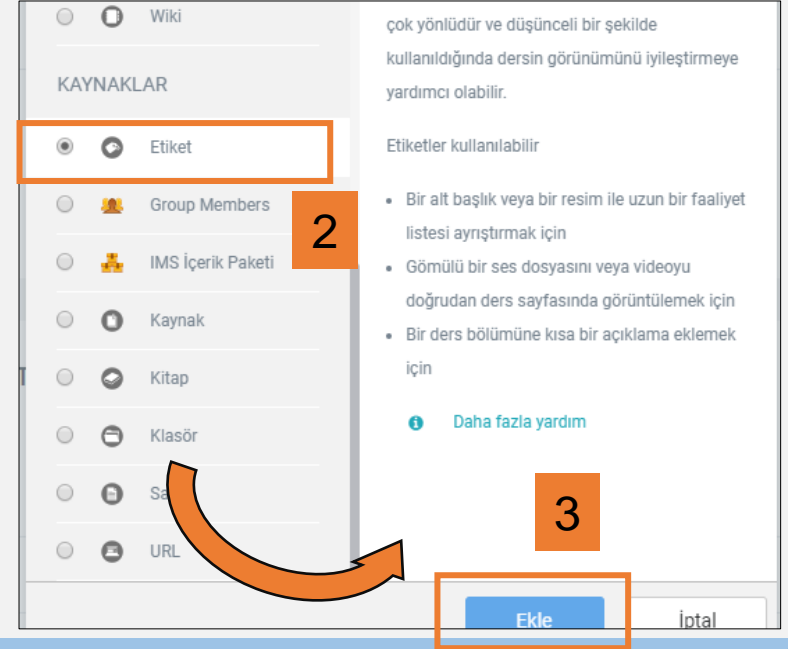 Wiki
KAYNAKLAR
Etiket
Group Members
IMS İçerik Paketi
Kaynak
Kitap
Klasör
URL
2
çok yönlüdür ve düşünceli bir şekilde
kullanıldığında dersin görünümünü iyileştirmeye
yardımcı olabilir.
Etiketler kullanılabilir
Bir alt başlık veya bir resim ile uzun bir faaliyet
listesi ayrıştırmak için
Gömülü bir ses dosyasını veya videoyu
doğrudan ders sayfasında görüntülemek için
Bir ders bölümüne kısa bir açıklama eklemek
için
Daha fazla yardım
3
Ekle
İptal